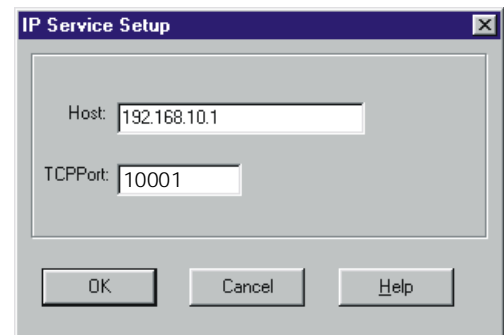 IP Service Setup
Host: 192.168.10.1
TCPPort: 10001
OK Cancel Help